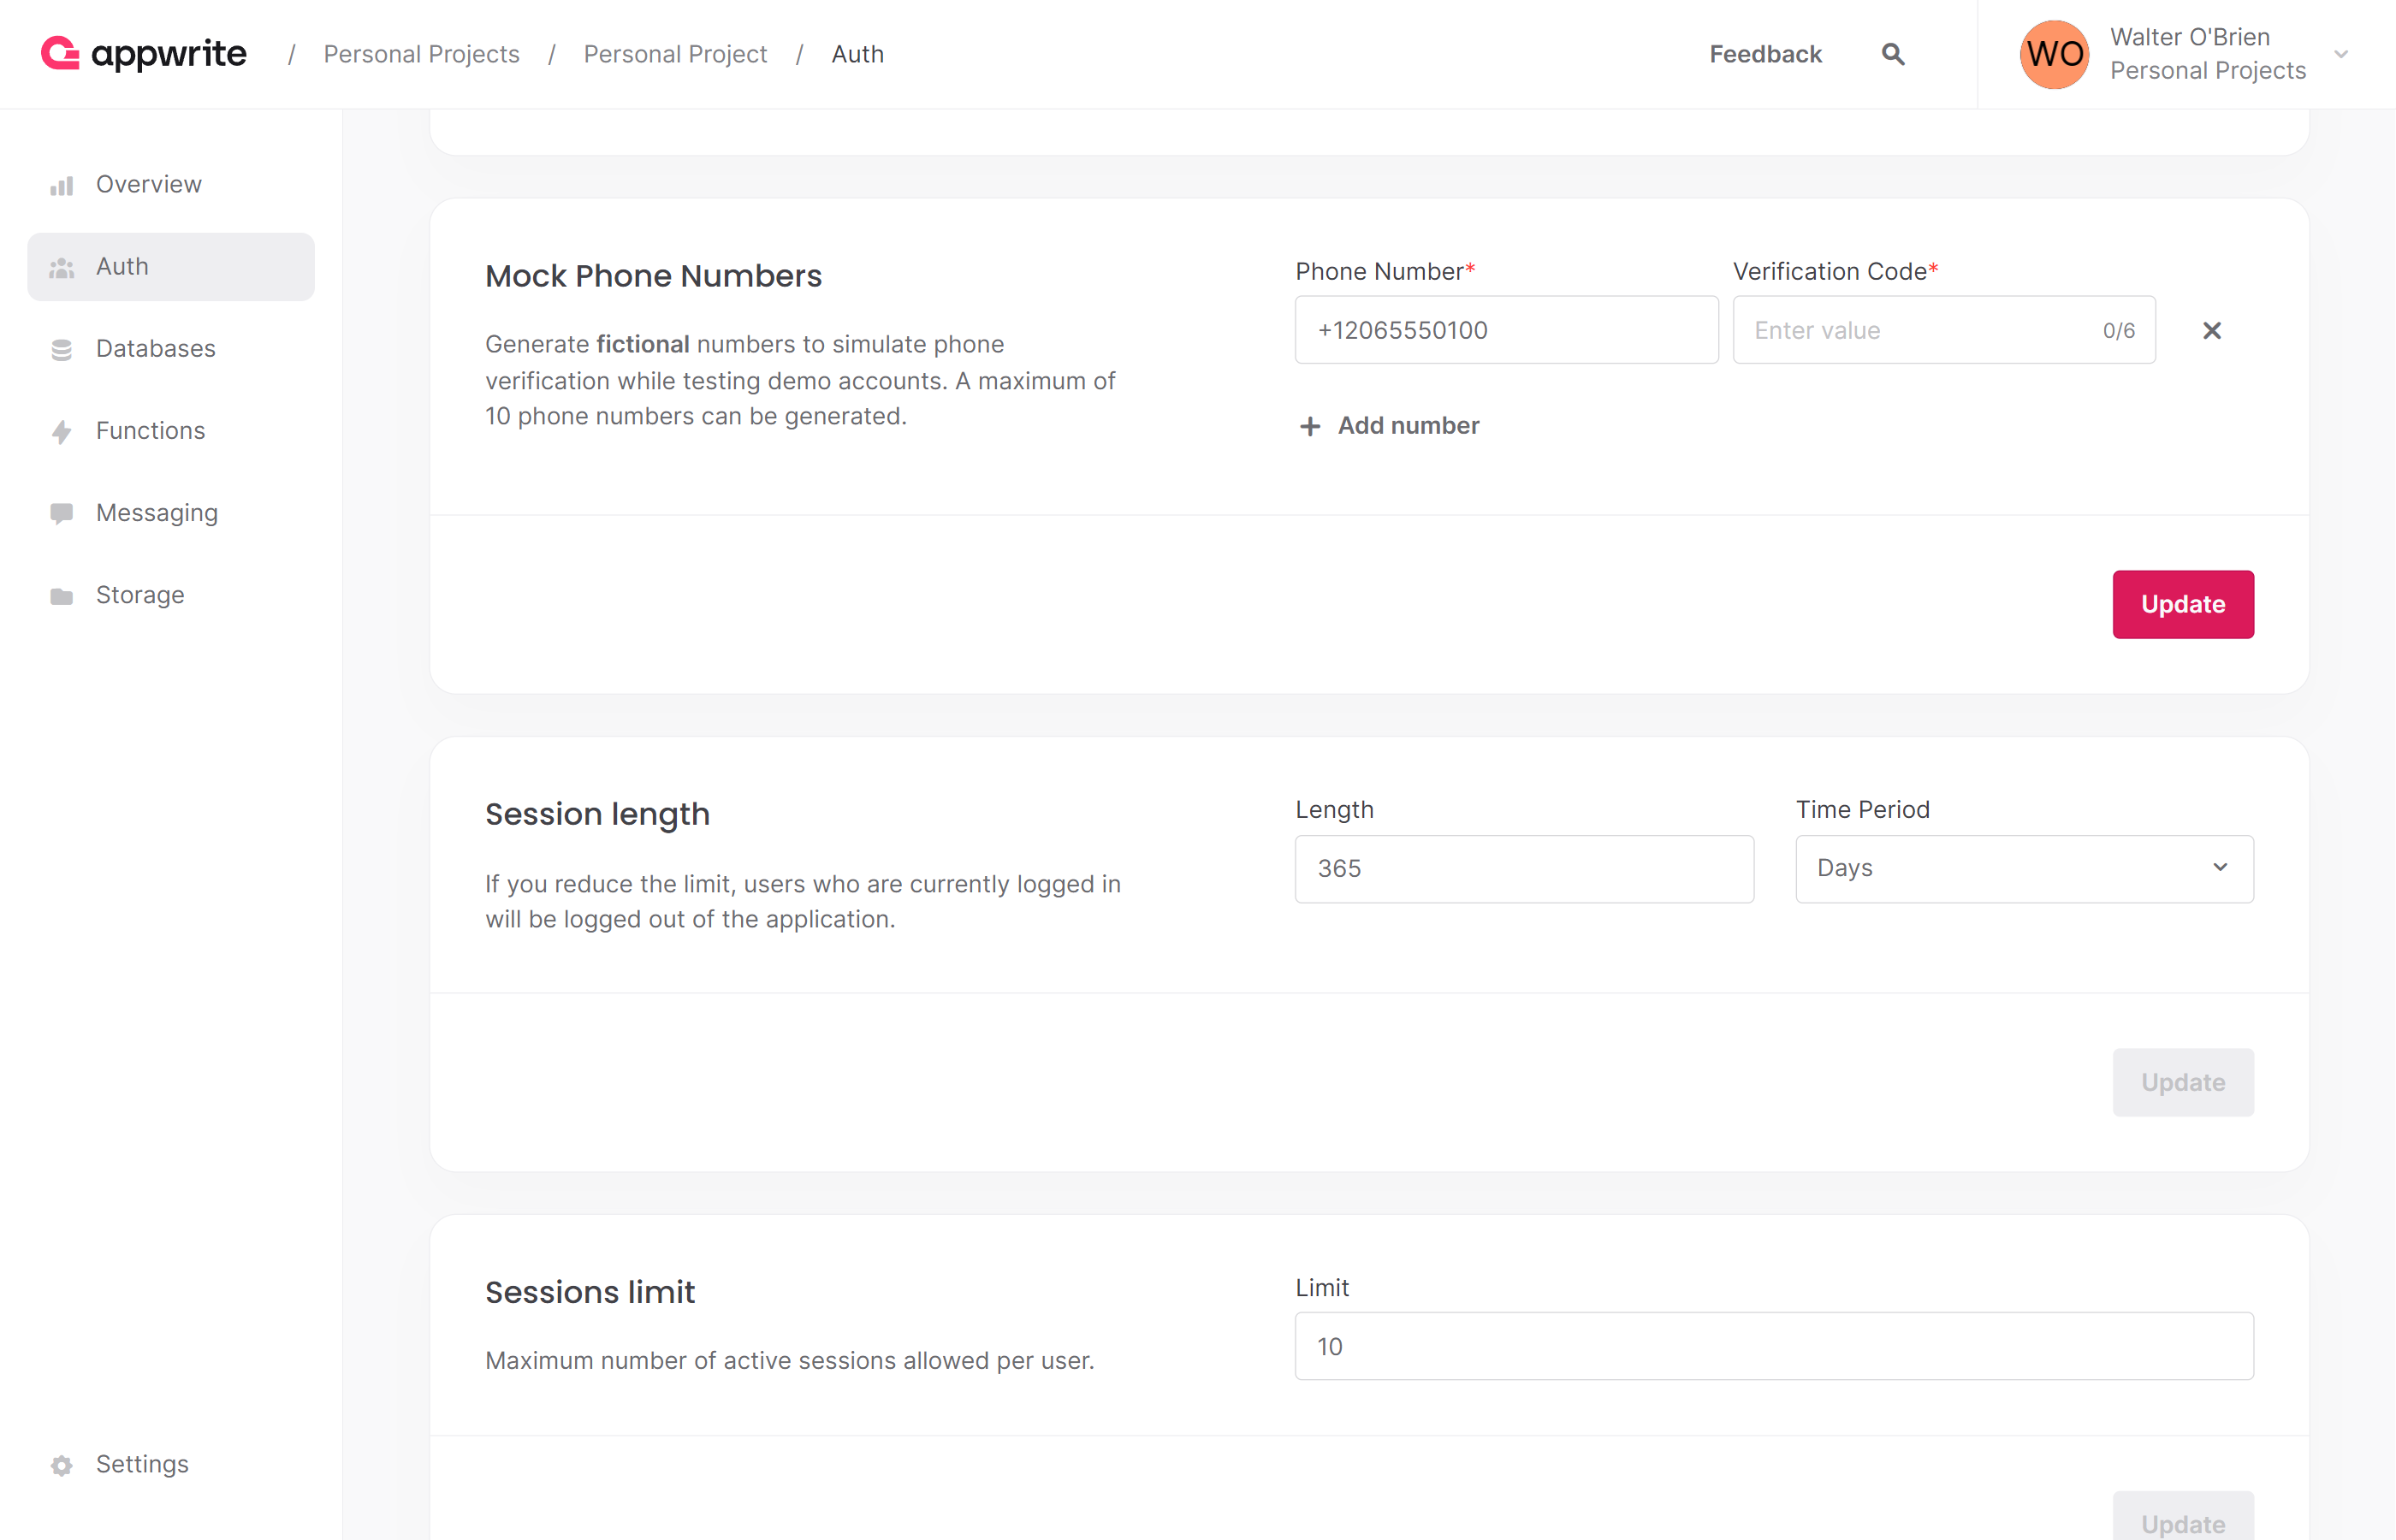 appwrite / Personal Projects / Personal Project / Auth
Feedback
WO
Walter O'Brien
Personal Projects
Overview
Auth
Databases
Functions
Messaging
Storage
Settings
Mock Phone Numbers
Generate fictional numbers to simulate phone
verification while testing demo accounts. A maximum of
10 phone numbers can be generated.
Phone Number*
+12065550100
Verification Code*
Enter value
0/6
Add number
Update
Session length
If you reduce the limit, users who are currently logged in
will be logged out of the application.
Length
365
Time Period
Days
Update
Sessions limit
Maximum number of active sessions allowed per user.
Limit
10
Update